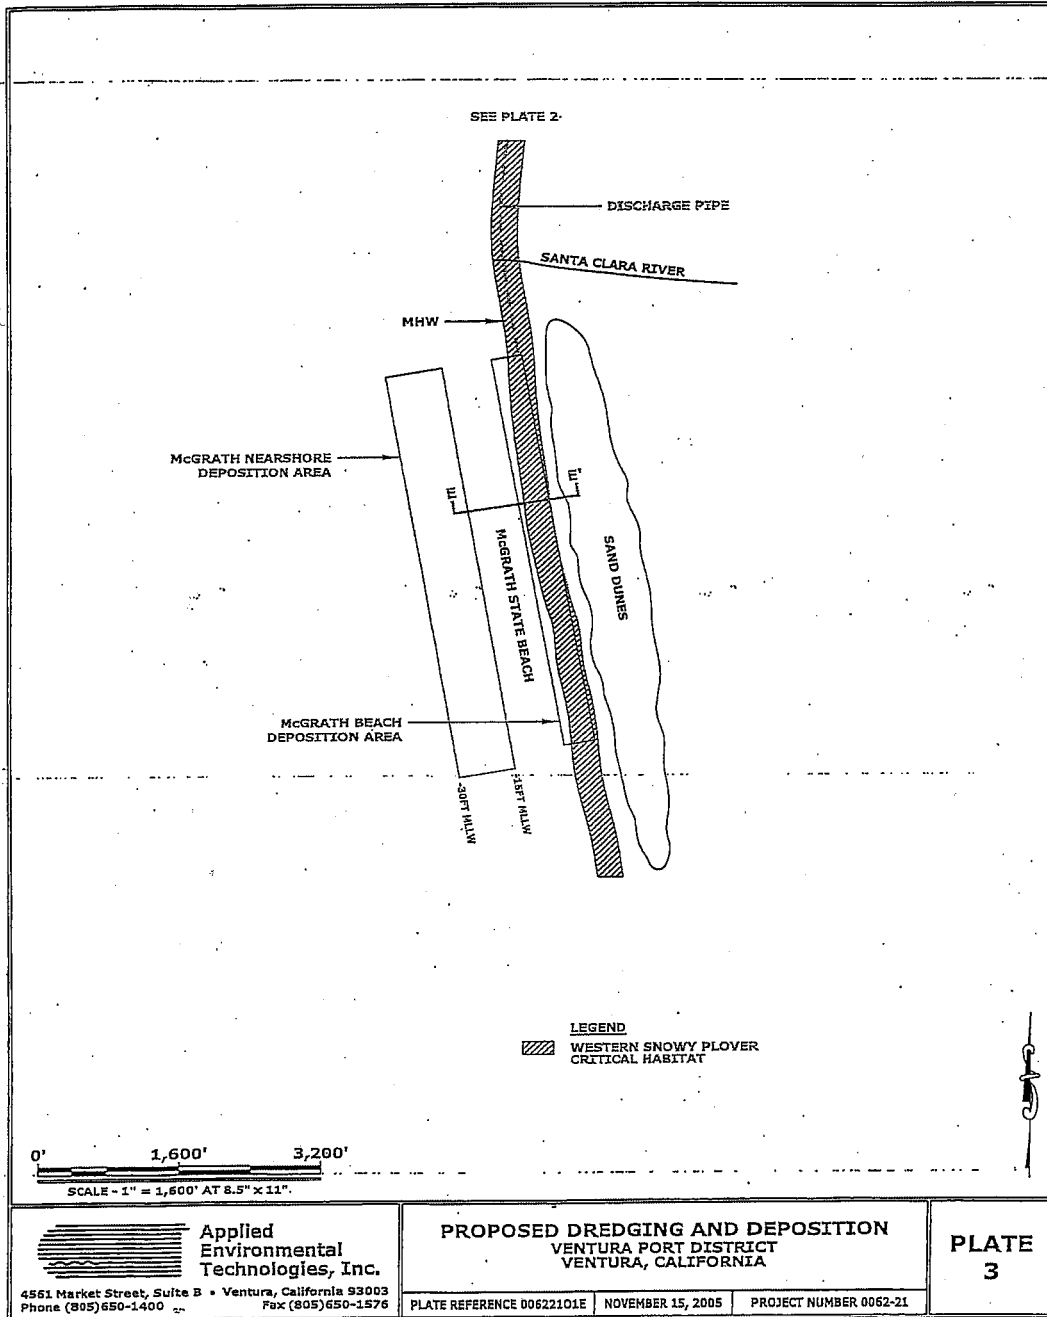 SEE PLATE 2
DISCHARGE PIPE
SANTA CLARA RIVER
MHW
McGRATH NEARSHORE
DEPOSITION AREA
E
E'
McGRATH STATE BEACH
SAND DUNES
McGRATH BEACH
DEPOSITION AREA
-30FT MLLW
-15FT MLLW
LEGEND
WESTERN SNOWY PLOVER
CRITICAL HABITAT
0' 1,600' 3,200'
SCALE - 1" = 1,600' AT 8.5" x 11".
Applied
Environmental
Technologies, Inc.
4561 Market Street, Suite B • Ventura, California 93003
Phone (805)650-1400 Fax (805)650-1576
PROPOSED DREDGING AND DEPOSITION
VENTURA PORT DISTRICT
VENTURA, CALIFORNIA
PLATE REFERENCE 00622101E NOVEMBER 15, 2005 PROJECT NUMBER 0062-21
PLATE
3